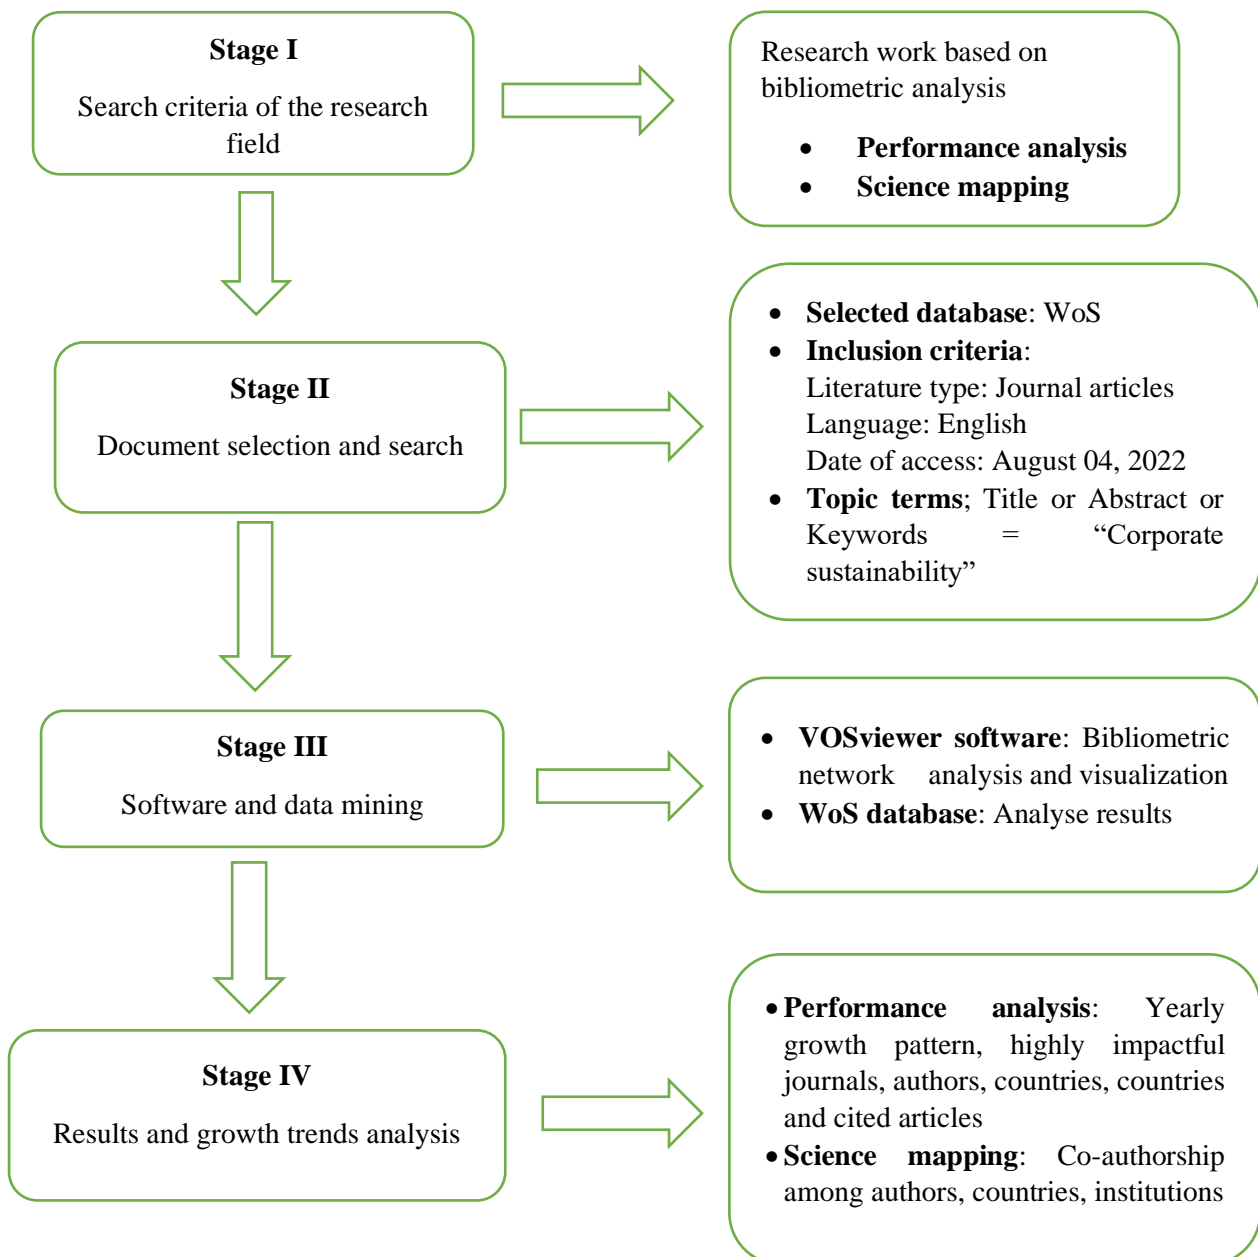 Stage I
Search criteria of the research
field
Research work based on
bibliometric analysis
• Performance analysis
• Science mapping
Stage II
Document selection and search
• Selected database: WoS
• Inclusion criteria:
Literature type: Journal articles
Language: English
Date of access: August 04, 2022
• Topic terms; Title or Abstract or
Keywords = “Corporate
sustainability”
Stage III
Software and data mining
• VOSviewer software: Bibliometric
network analysis and visualization
• WoS database: Analyse results
Stage IV
Results and growth trends analysis
• Performance analysis: Yearly
growth pattern, highly impactful
journals, authors, countries, countries
and cited articles
• Science mapping: Co-authorship
among authors, countries, institutions